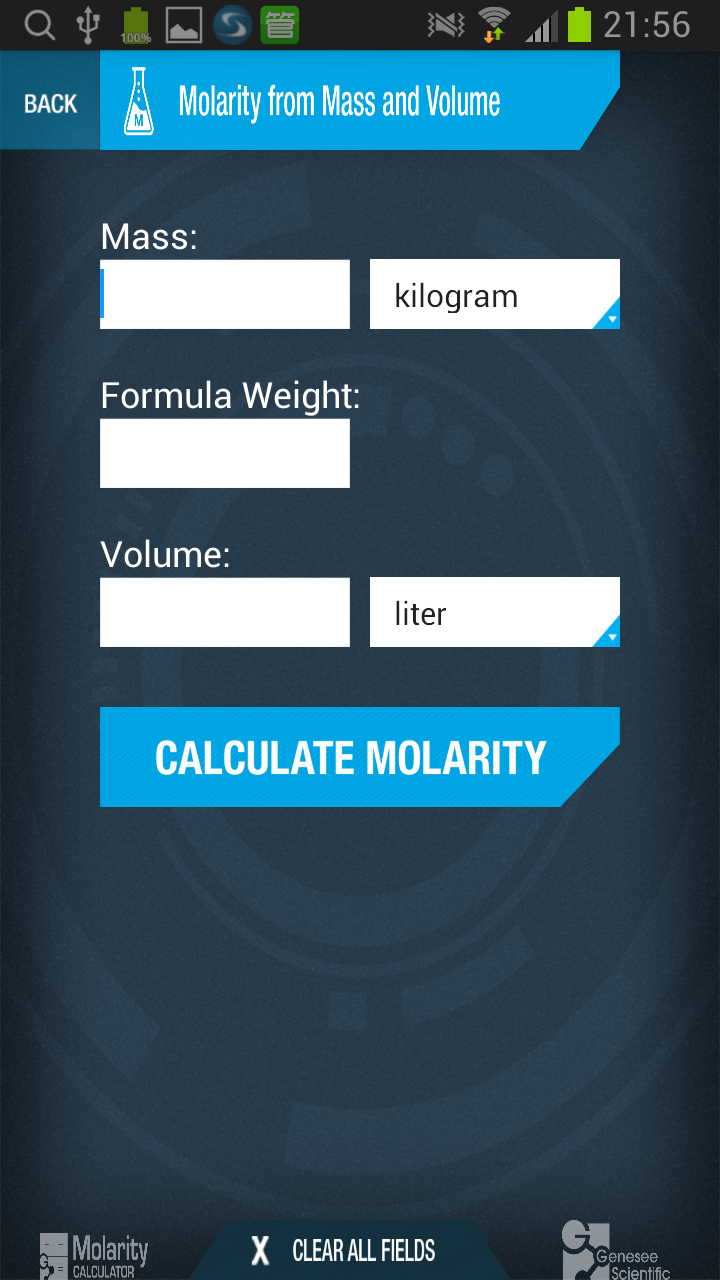 100%
管
21:56
BACK
M
Molarity from Mass and Volume
Mass:
kilogram
Formula Weight:
Volume:
liter
CALCULATE MOLARITY
Molarity
CALCULATOR
X CLEAR ALL FIELDS
G Genesee
Scientific